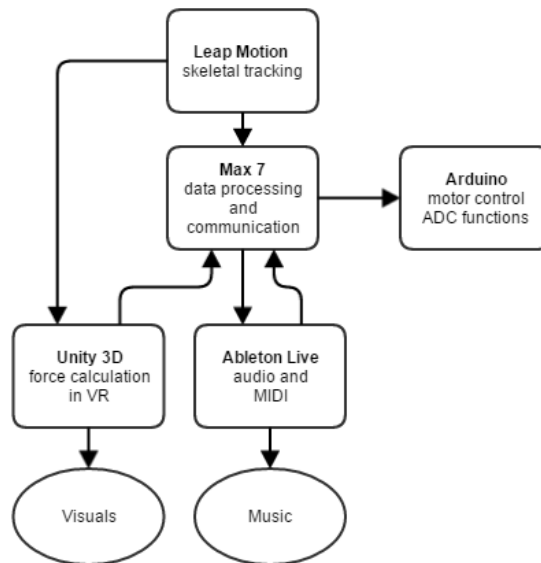 Leap Motion
skeletal tracking
Max 7
data processing
and
communication
Arduino
motor control
ADC functions
Unity 3D
force calculation
in VR
Ableton Live
audio and
MIDI
Visuals
Music